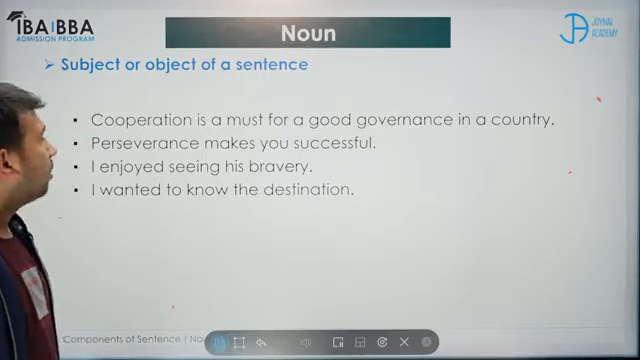 IBA | BBA
ADMISSION PROGRAM
Noun
JOYNAL
ACADEMY
Subject or object of a sentence
Cooperation is a must for a good governance in a country.
Perseverance makes you successful.
I enjoyed seeing his bravery.
I wanted to know the destination.
Components of Sentence |